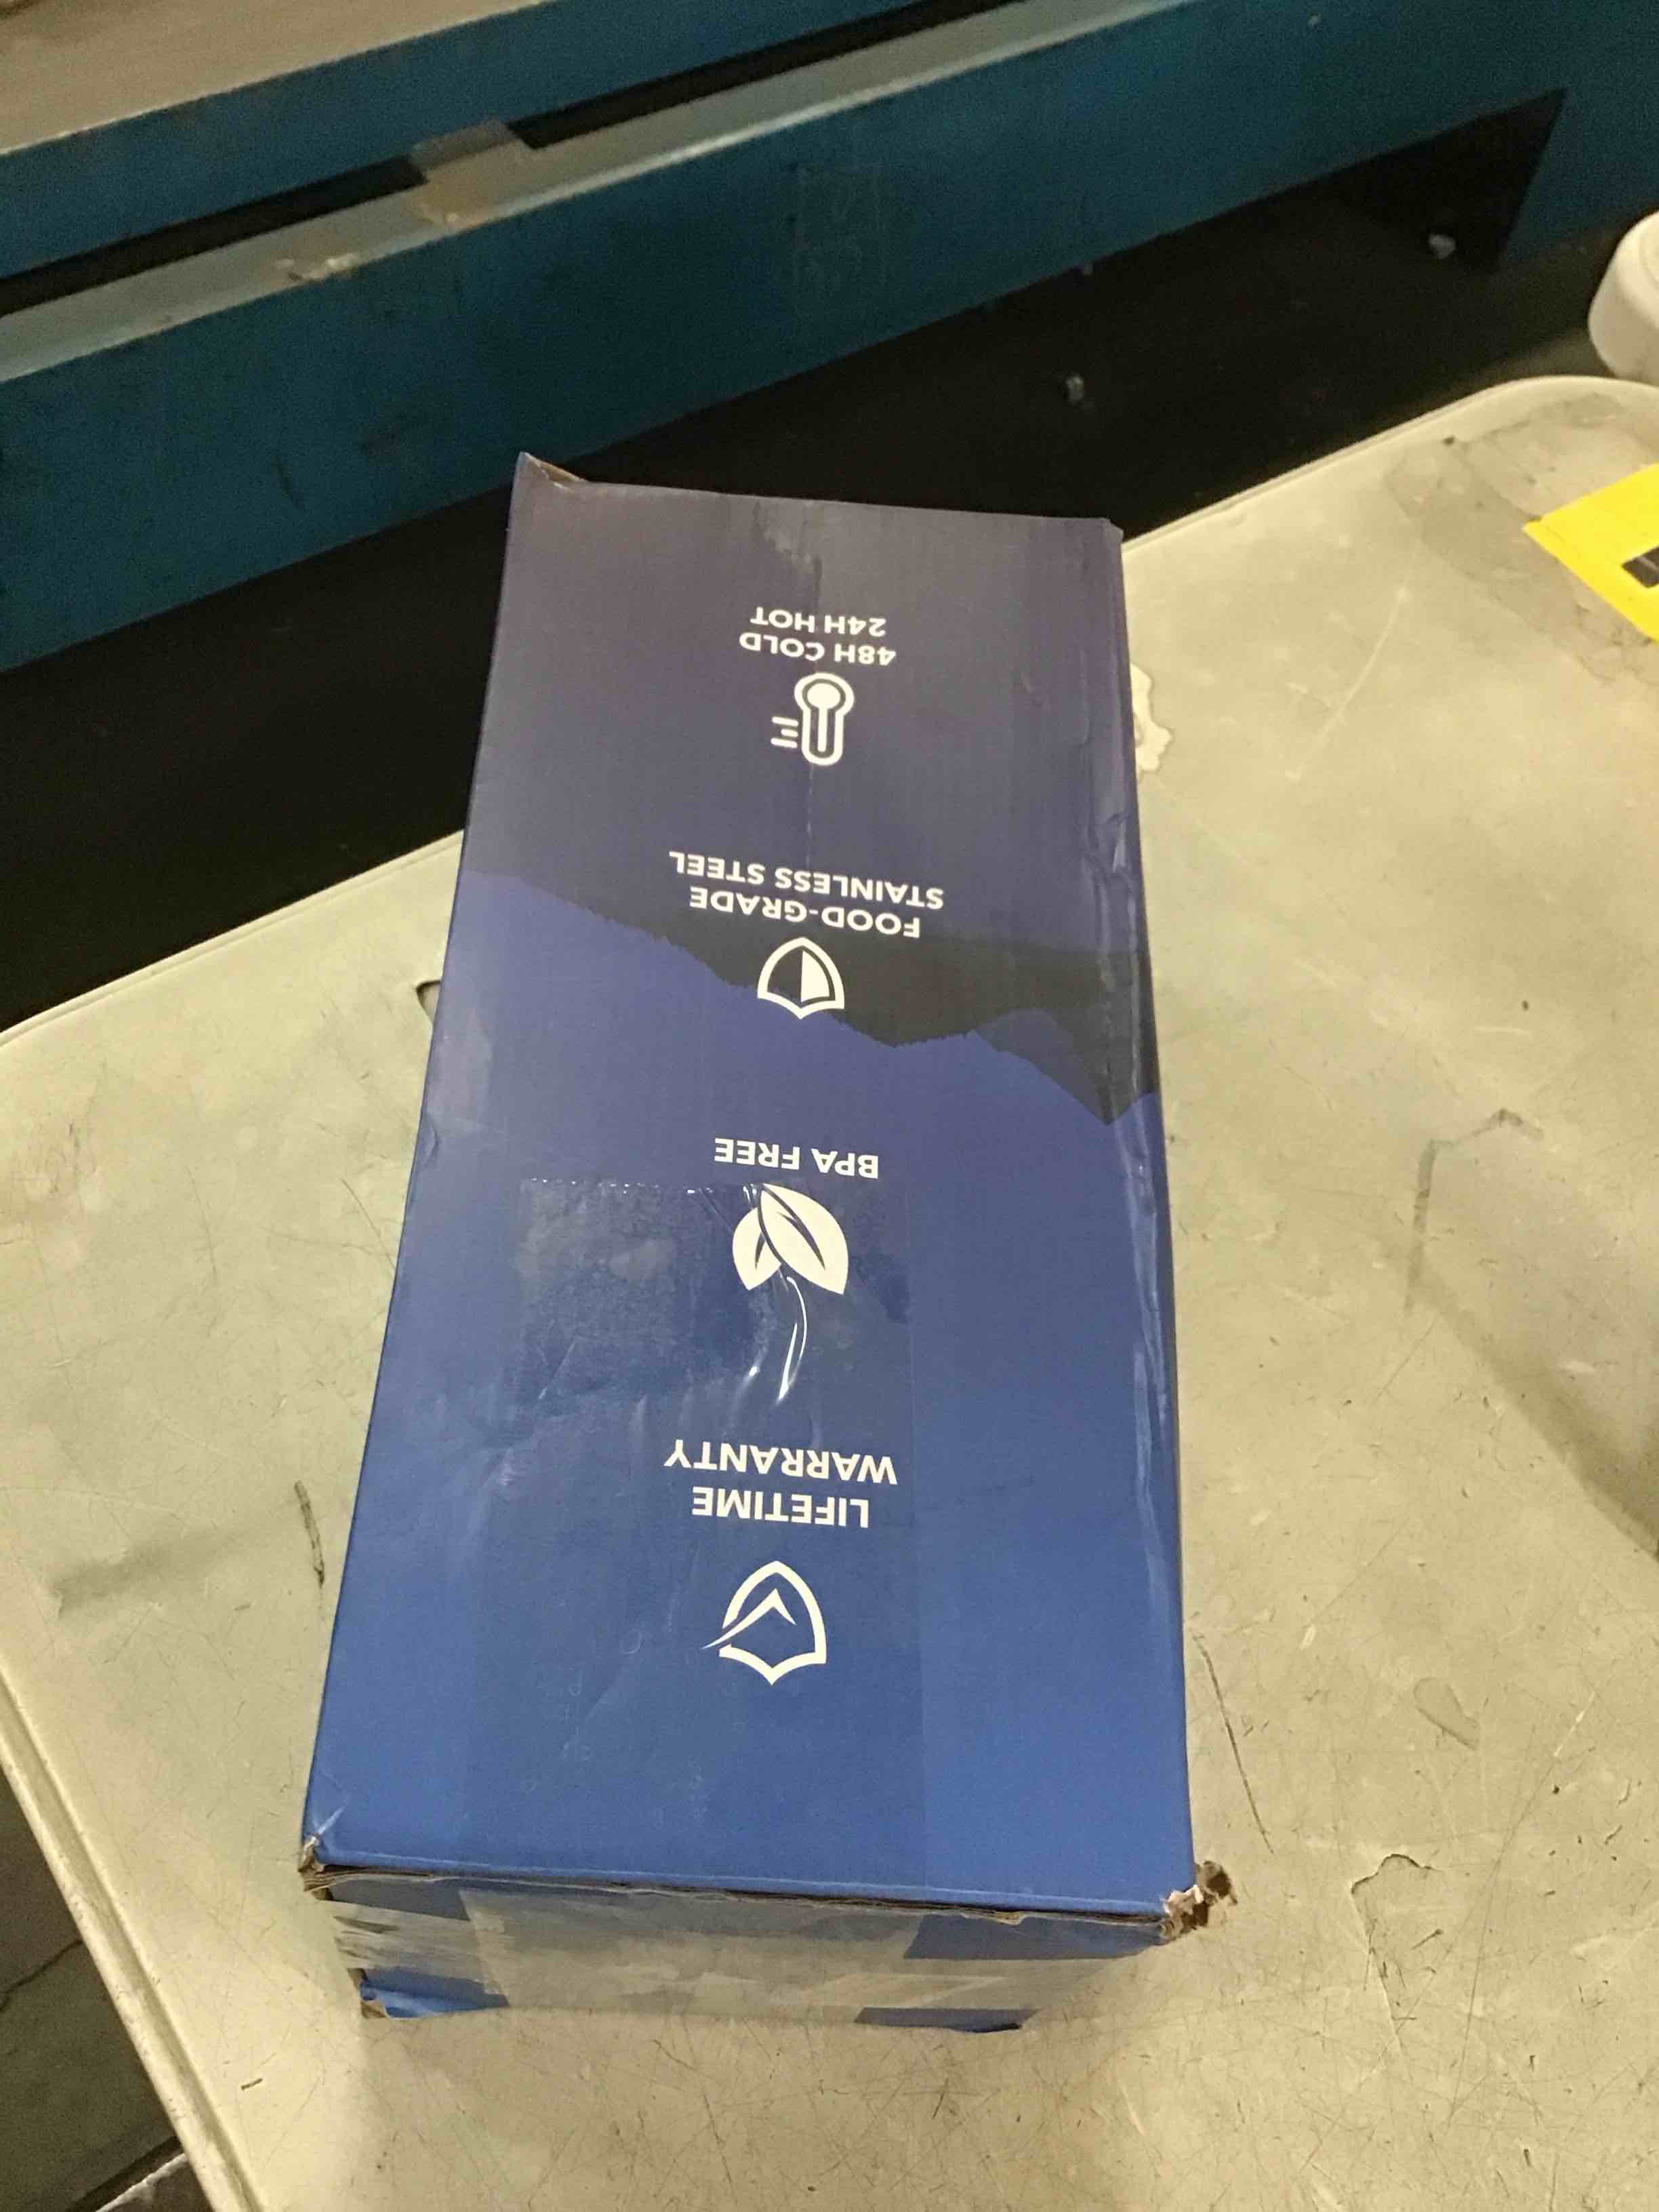 LIFETIME
WARRANTY
BPA FREE
FOOD-GRADE
STAINLESS STEEL
48H COLD
24H HOT